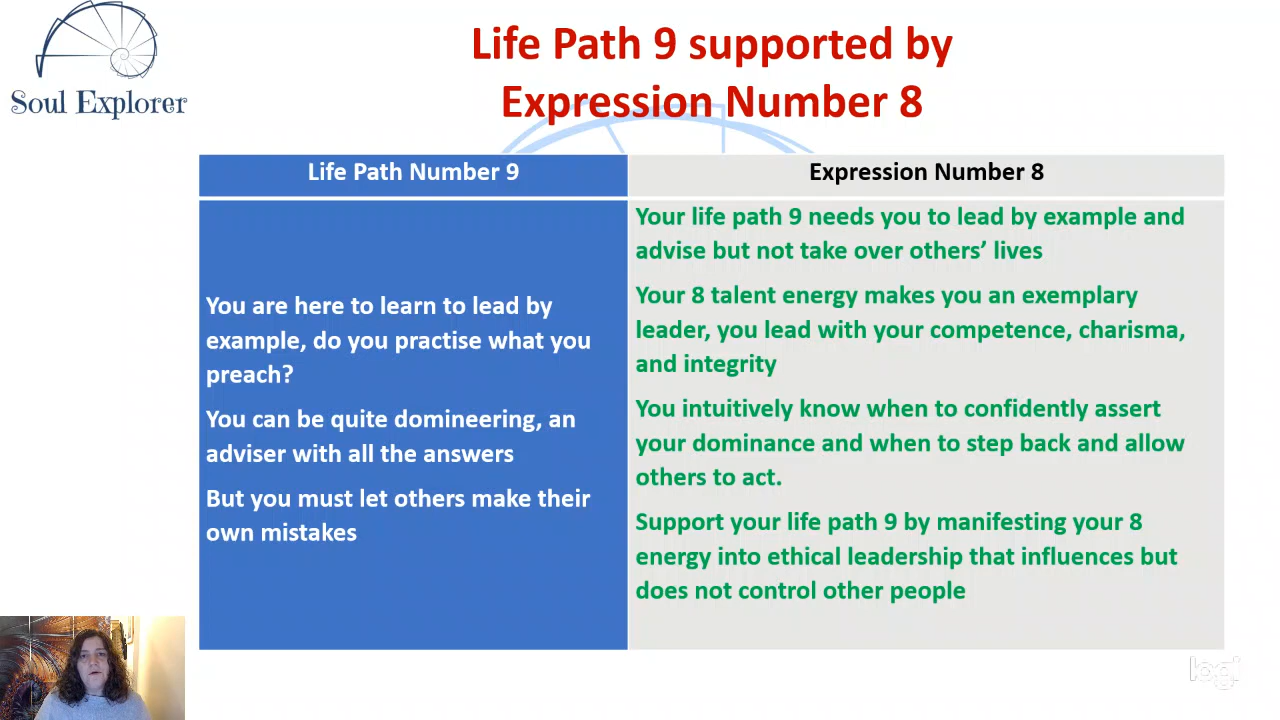 Soul Explorer
Life Path 9 supported by
Expression Number 8
Life Path Number 9
Expression Number 8
You are here to learn to lead by
example, do you practise what you
preach?
You can be quite domineering, an
adviser with all the answers
But you must let others make their
own mistakes
Your life path 9 needs you to lead by example and
advise but not take over others’ lives
Your 8 talent energy makes you an exemplary
leader, you lead with your competence, charisma,
and integrity
You intuitively know when to confidently assert
your dominance and when to step back and allow
others to act.
Support your life path 9 by manifesting your 8
energy into ethical leadership that influences but
does not control other people
logi